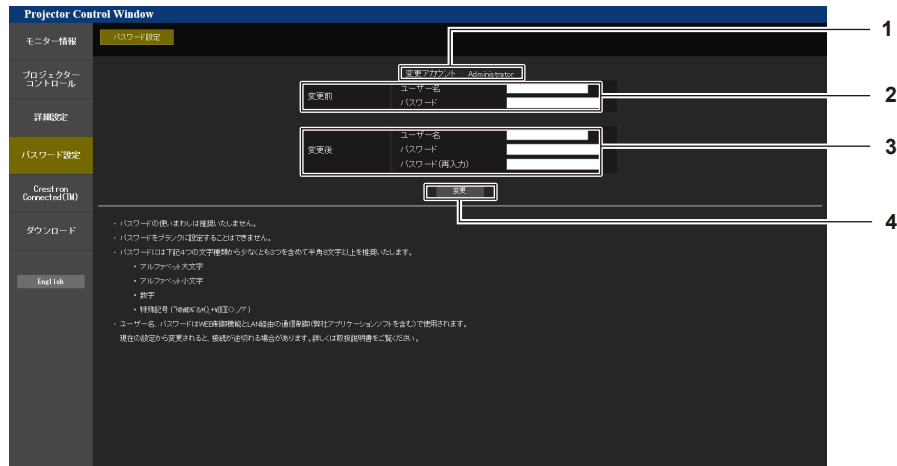 Projector Control Window
モニター情報
プロジェクター
コントロール
詳細設定
パスワード設定
Crestron
Connected(TM)
ダウンロード
English
パスワード設定
1
変更アカウント : Administrator
変更前
ユーザー名
パスワード
2
変更後
ユーザー名
パスワード
パスワード(再入力)
3
変更
4
・パスワードの使いまわしは推奨いたしません。
・パスワードをブランクに設定することはできません。
・パスワードには下記4つの文字種類から少なくとも3つを含めて半角8文字以上を推奨いたします。
・アルファベット大文字
・アルファベット小文字
・数字
・特殊記号
・ユーザー名、パスワードはWEB制御機能とLAN経由の通信制御(弊社アプリケーションソフトを含む)で使用されます。
現在の設定から変更されると、接続が途切れる場合があります。詳しくは取扱説明書をご覧ください。